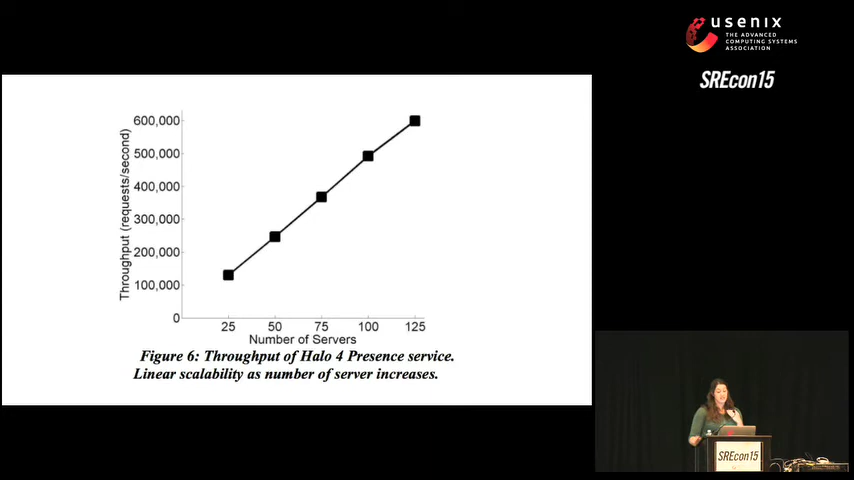 usenix
THE ADVANCED
COMPUTING SYSTEMS
ASSOCIATION
SREcon15
600,000
500,000
400,000
300,000
200,000
100,000
0
Throughput (requests/second)
25 50 75 100 125
Number of Servers
Figure 6: Throughput of Halo 4 Presence service.
Linear scalability as number of server increases.
SREcon15